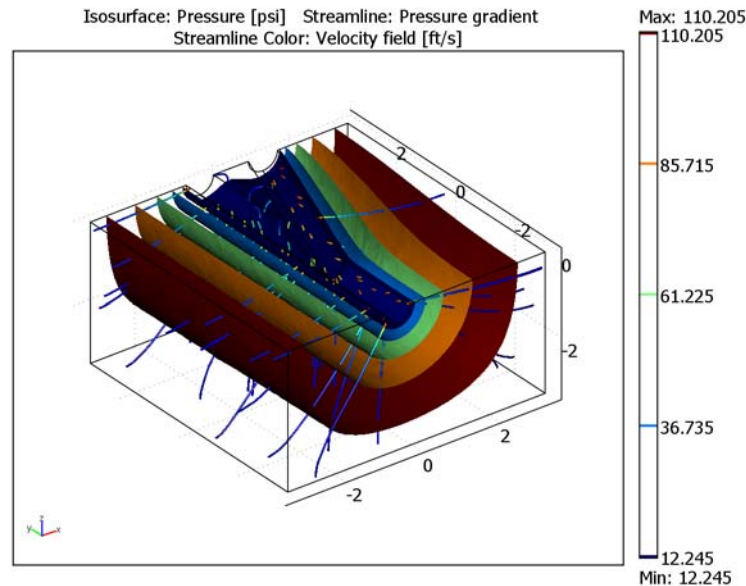 Isosurface: Pressure [psi] Streamline: Pressure gradient
Streamline Color: Velocity field [ft/s]
Max: 110.205
110.205
85.715
61.225
36.735
12.245
Min: 12.245
2
0
-2
0
-2
2
0
-2
z
y
x